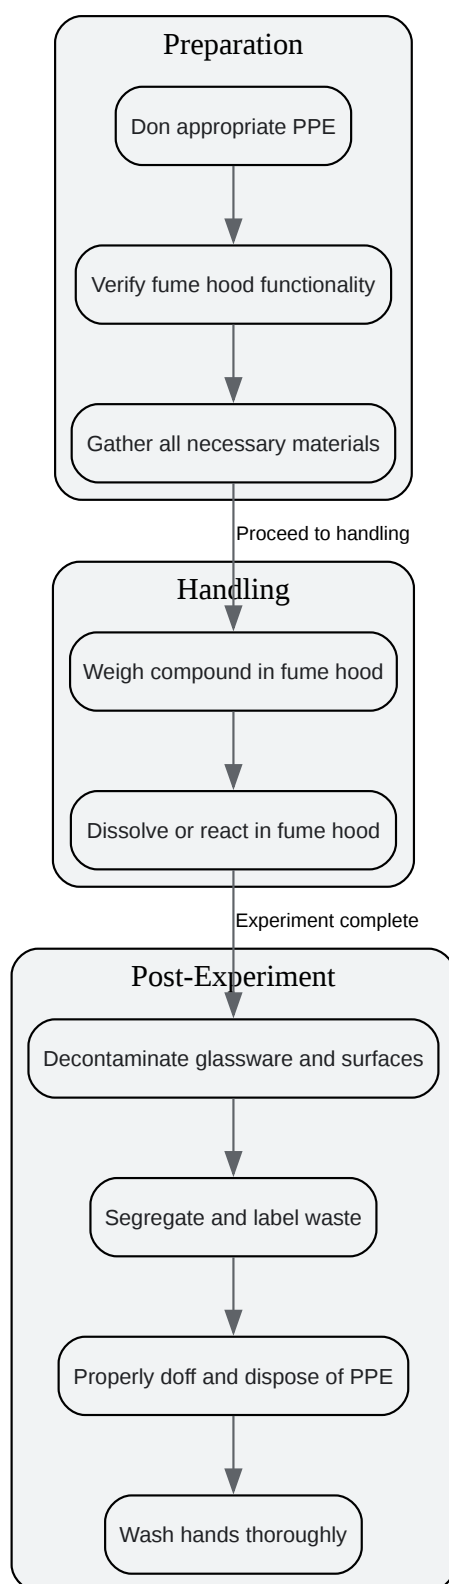 Preparation
Don appropriate PPE
Verify fume hood functionality
Gather all necessary materials
Proceed to handling
Handling
Weigh compound in fume hood
Dissolve or react in fume hood
Experiment complete
Post-Experiment
Decontaminate glassware and surfaces
Segregate and label waste
Properly doff and dispose of PPE
Wash hands thoroughly